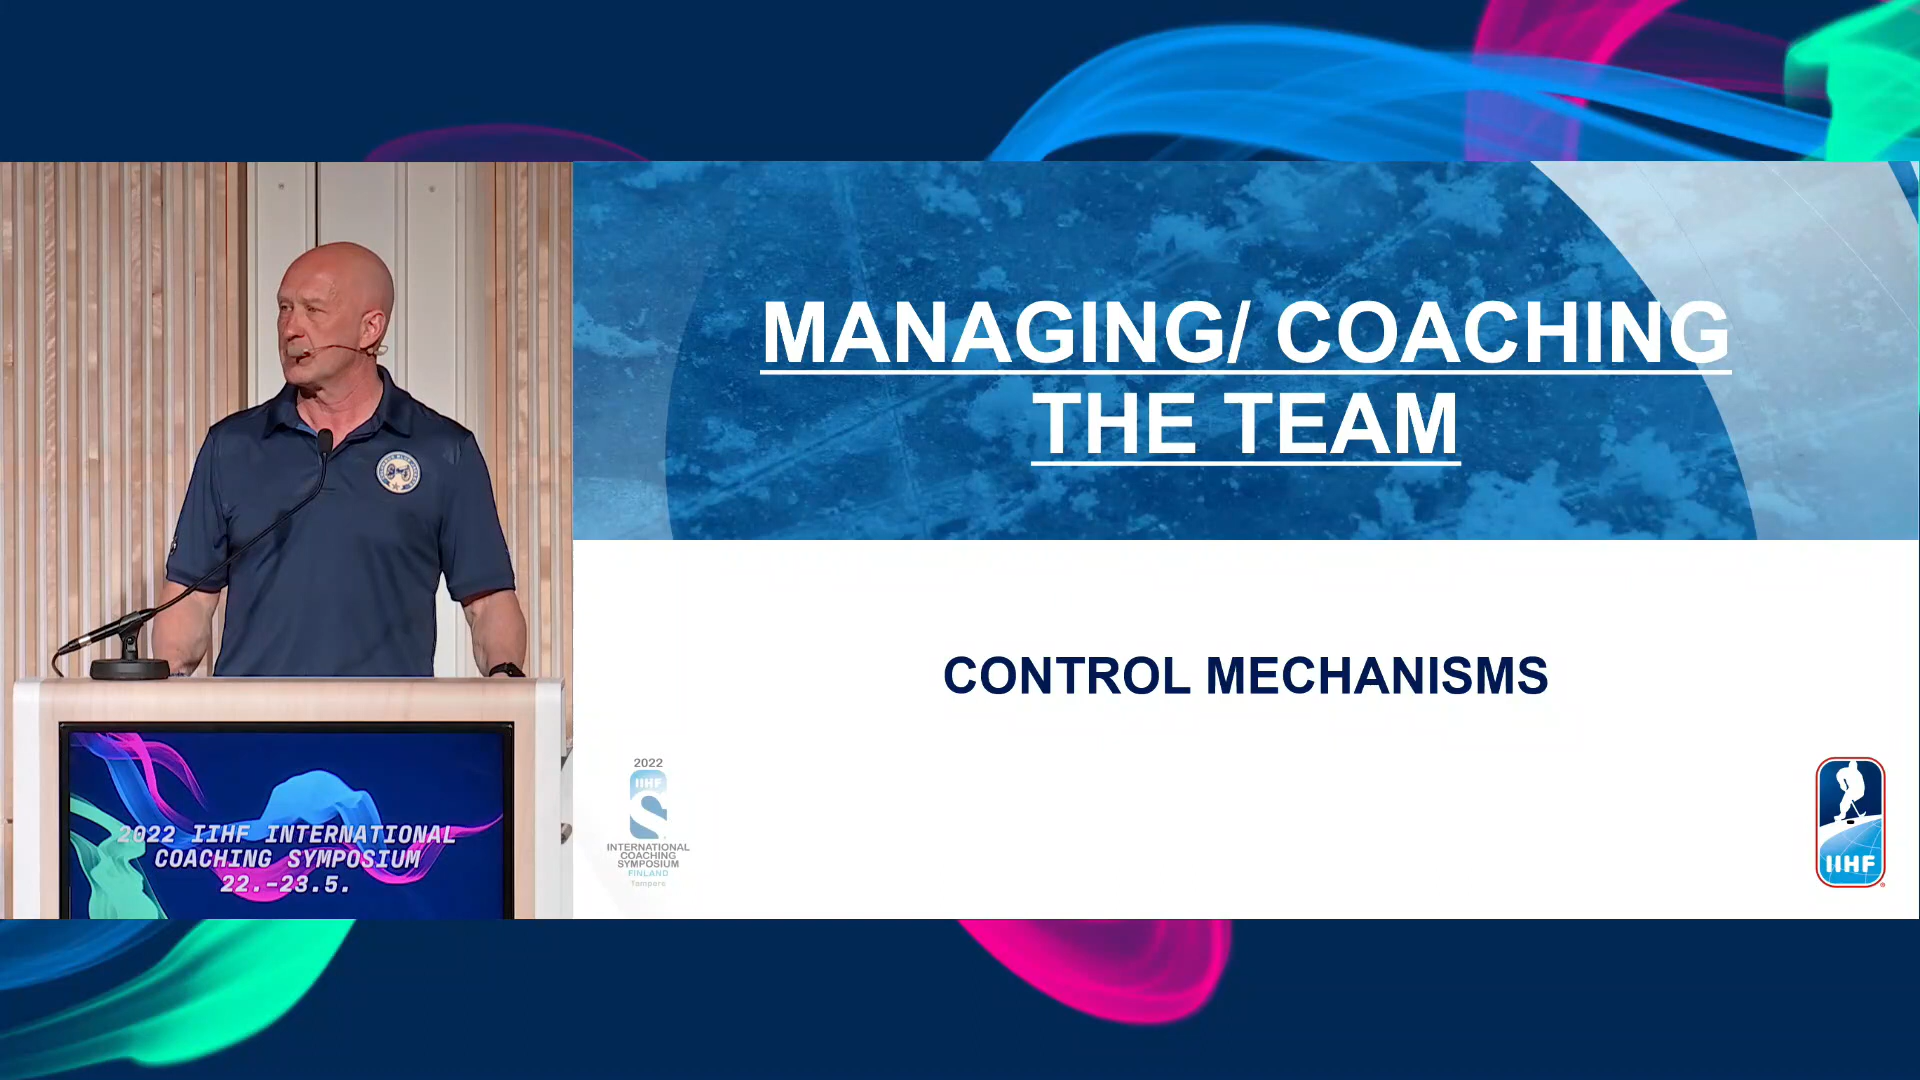 MANAGING/ COACHING
THE TEAM
CONTROL MECHANISMS
2022
IIHF
S
INTERNATIONAL
COACHING
SYMPOSIUM
FINLAND
Tampere
IIHF
2022 IIHF INTERNATIONAL
COACHING SYMPOSIUM
22.-23.5.